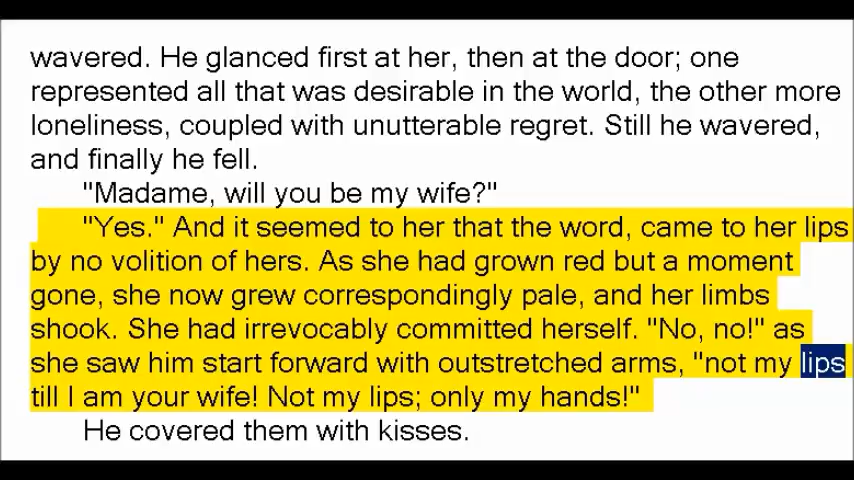 wavered. He glanced first at her, then at the door; one
represented all that was desirable in the world, the other more
loneliness, coupled with unutterable regret. Still he wavered,
and finally he fell.
"Madame, will you be my wife?"
"Yes." And it seemed to her that the word, came to her lips
by no volition of hers. As she had grown red but a moment
gone, she now grew correspondingly pale, and her limbs
shook. She had irrevocably committed herself. "No, no!" as
she saw him start forward with outstretched arms, "not my lips
till I am your wife! Not my lips; only my hands!"
He covered them with kisses.